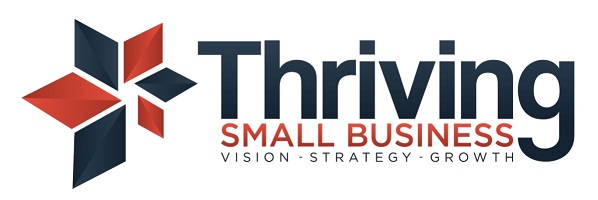 Thriving
SMALL BUSINESS
VISION - STRATEGY - GROWTH